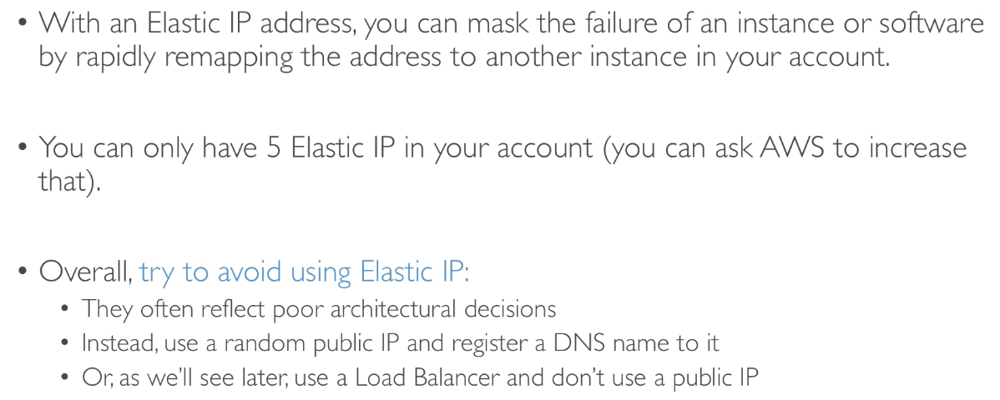 • With an Elastic IP address, you can mask the failure of an instance or software
by rapidly remapping the address to another instance in your account.
• You can only have 5 Elastic IP in your account (you can ask AWS to increase
that).
• Overall, try to avoid using Elastic IP:
• They often reflect poor architectural decisions
• Instead, use a random public IP and register a DNS name to it
• Or, as we’ll see later, use a Load Balancer and don’t use a public IP